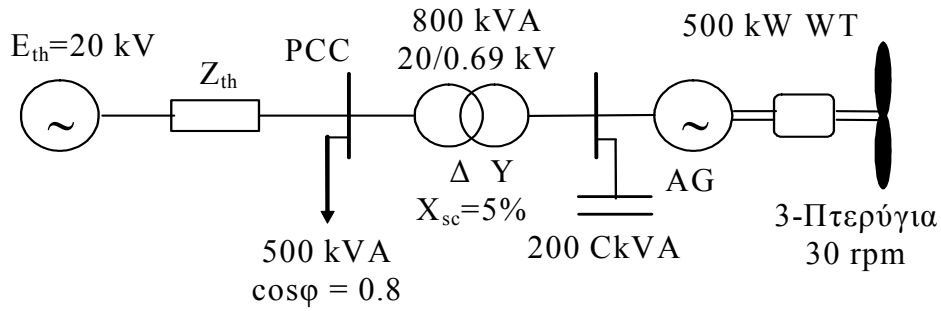 E_th=20 kV
Z_th
PCC
800 kVA
20/0.69 kV
500 kW WT
~
~
Δ Y
X_sc=5%
AG
500 kVA
cosφ = 0.8
200 CkVA
3-Πτερύγια
30 rpm